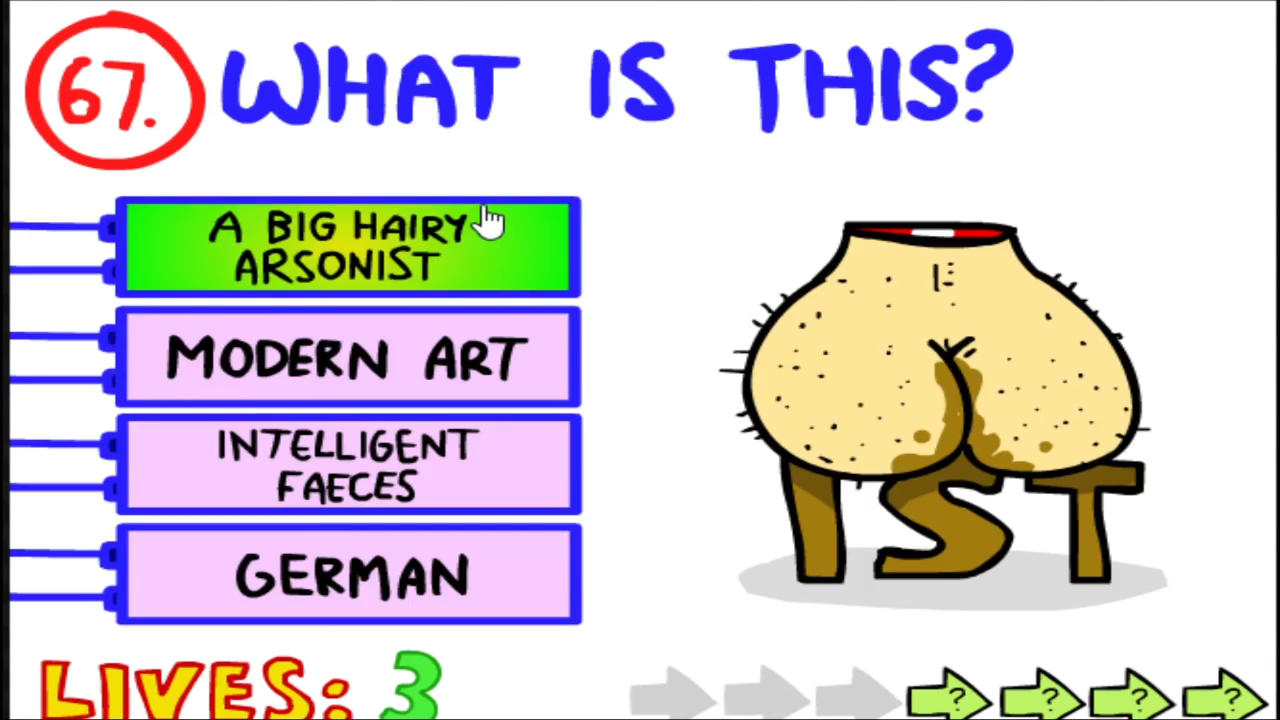 67. WHAT IS THIS?
A BIG HAIRY
ARSONIST
MODERN ART
INTELLIGENT
FAECES
GERMAN
IST
LIVES: 3
? ? ? ?